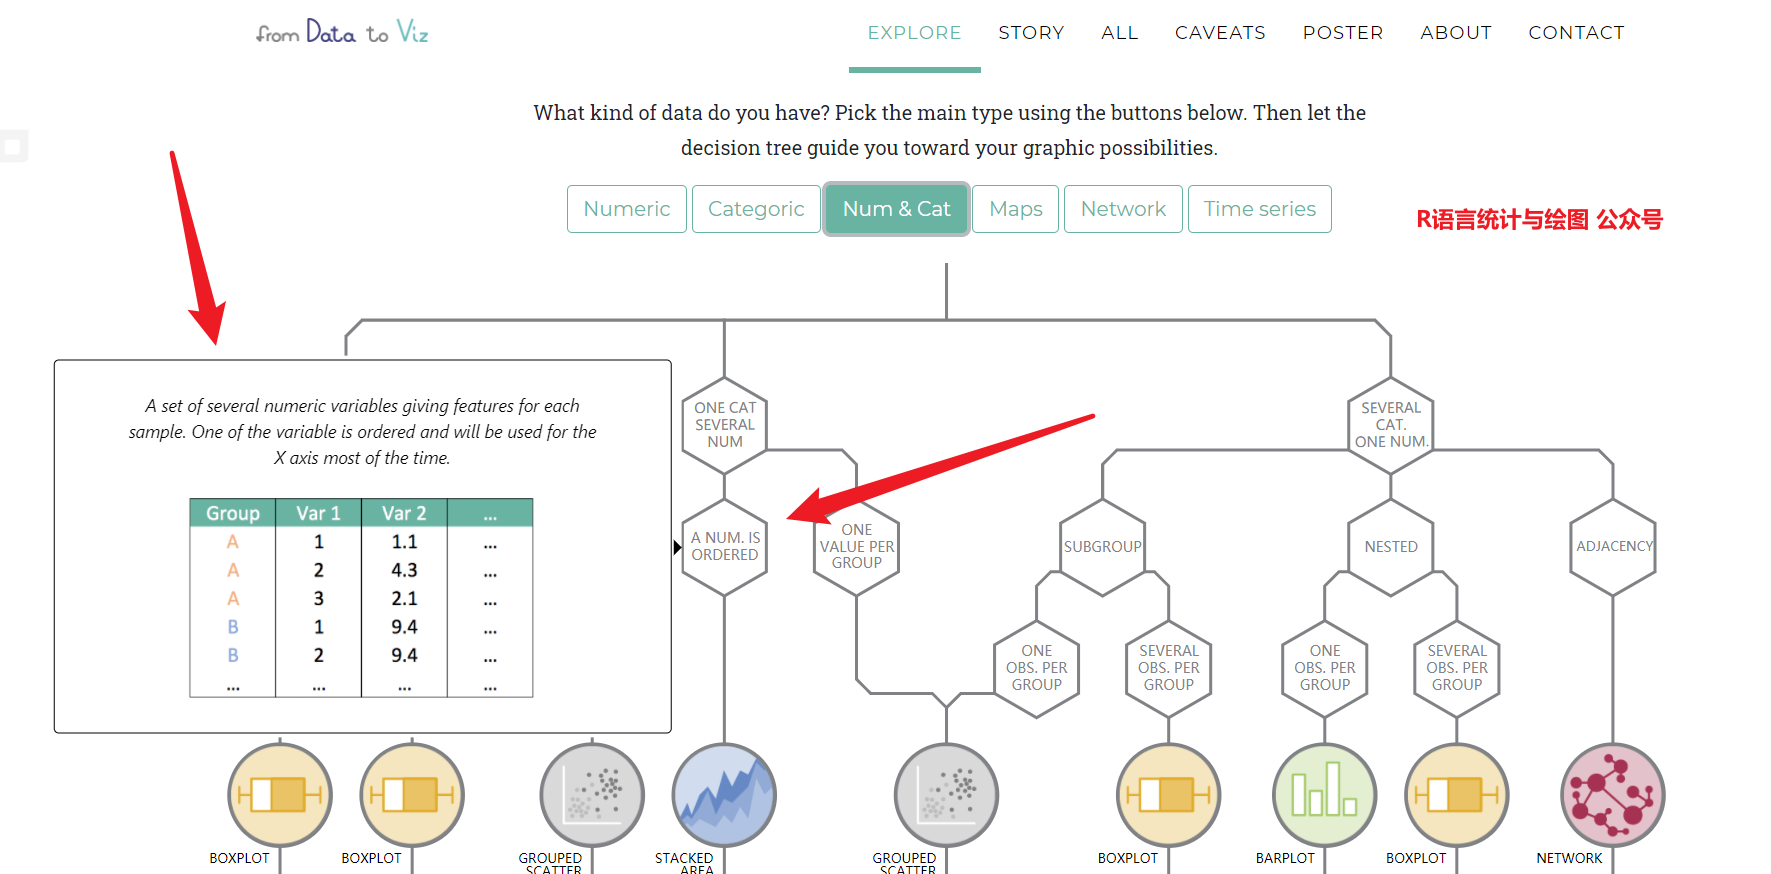 from Data to Viz
EXPLORE
STORY
ALL
CAVEATS
POSTER
ABOUT
CONTACT
What kind of data do you have? Pick the main type using the buttons below. Then let the
decision tree guide you toward your graphic possibilities.
Numeric
Categoric
Num & Cat
Maps
Network
Time series
R语言统计与绘图 公众号
A set of several numeric variables giving features for each
sample. One of the variable is ordered and will be used for the
X axis most of the time.
Group Var 1 Var 2 ...
A 1 1.1 ...
A 2 4.3 ...
A 3 2.1 ...
B 1 9.4 ...
B 2 9.4 ...
... ... ... ...
ONE CAT
SEVERAL
NUM
SEVERAL
CAT.
ONE NUM.
A NUM. IS
ORDERED
ONE
VALUE PER
GROUP
SUBGROUP
NESTED
ADJACENCY
ONE
OBS. PER
GROUP
SEVERAL
OBS. PER
GROUP
ONE
OBS. PER
GROUP
SEVERAL
OBS. PER
GROUP
BOXPLOT
BOXPLOT
GROUPED
SCATTER
STACKED
AREA
GROUPED
SCATTER
BOXPLOT
BARPLOT
BOXPLOT
NETWORK